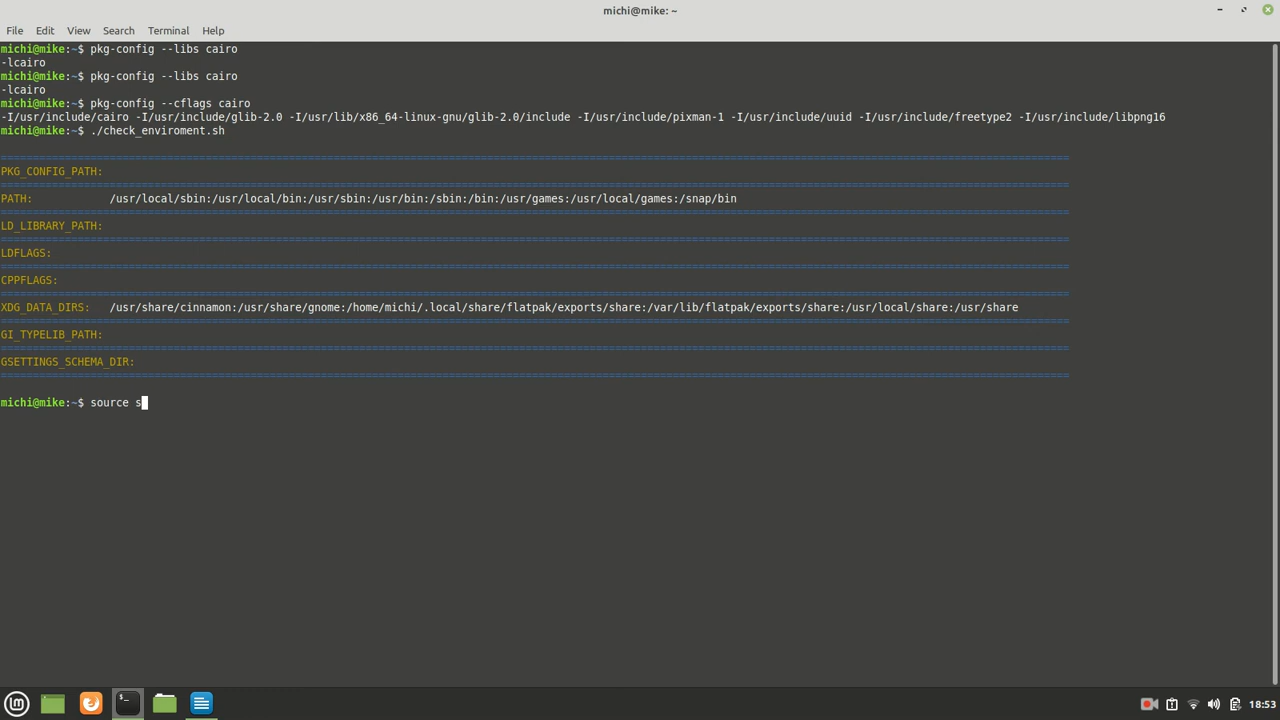 michi@mike: ~
File Edit View Search Terminal Help
michi@mike:~$ pkg-config --libs cairo
-lcairo
michi@mike:~$ pkg-config --libs cairo
-lcairo
michi@mike:~$ pkg-config --cflags cairo
-I/usr/include/cairo -I/usr/include/glib-2.0 -I/usr/lib/x86_64-linux-gnu/glib-2.0/include -I/usr/include/pixman-1 -I/usr/include/uuid -I/usr/include/freetype2 -I/usr/include/libpng16
michi@mike:~$ ./check_enviroment.sh
PKG_CONFIG_PATH:
PATH: /usr/local/sbin:/usr/local/bin:/usr/sbin:/usr/bin:/sbin:/bin:/usr/games:/usr/local/games:/snap/bin
LD_LIBRARY_PATH:
LDFLAGS:
CPPFLAGS:
XDG_DATA_DIRS: /usr/share/cinnamon:/usr/share/gnome:/home/michi/.local/share/flatpak/exports/share:/var/lib/flatpak/exports/share:/usr/local/share:/usr/share
GI_TYPELIB_PATH:
GSETTINGS_SCHEMA_DIR:
michi@mike:~$ source s
18:53